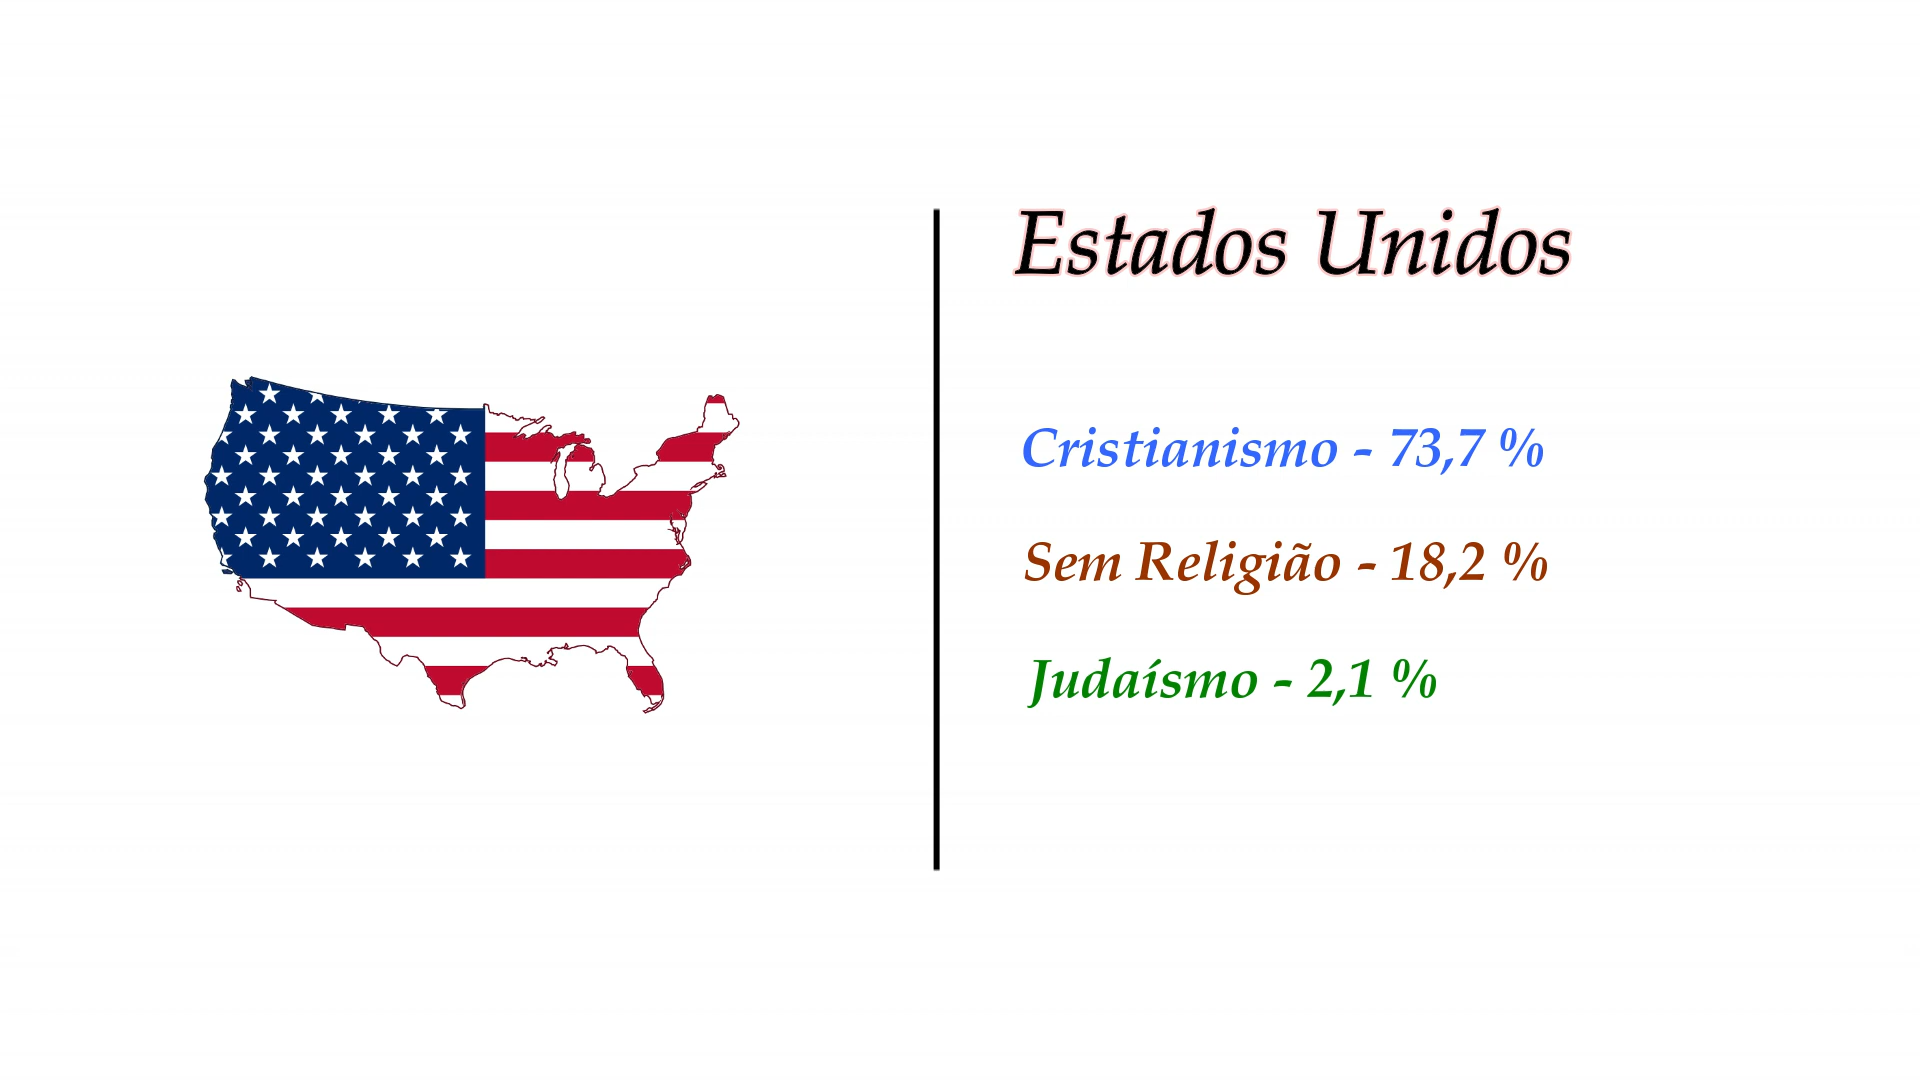 Estados Unidos
Cristianismo - 73,7 %
Sem Religião - 18,2 %
Judaísmo - 2,1 %